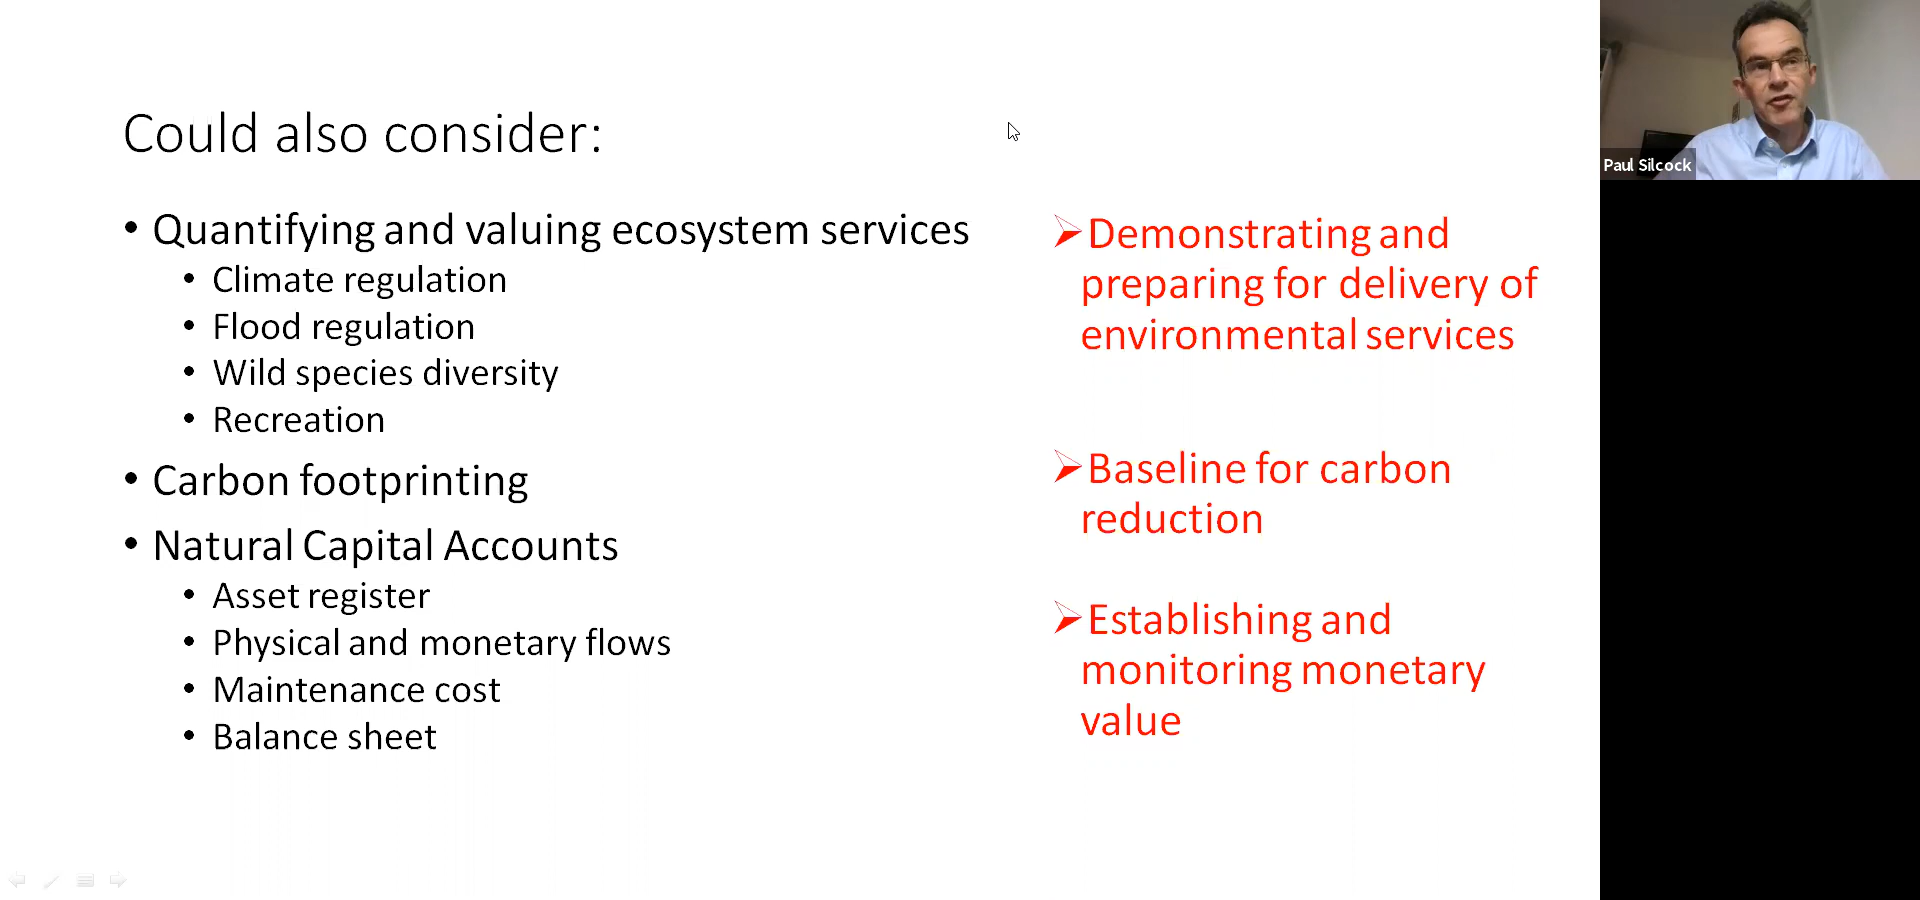 Could also consider:
• Quantifying and valuing ecosystem services
• Climate regulation
• Flood regulation
• Wild species diversity
• Recreation
• Carbon footprinting
• Natural Capital Accounts
• Asset register
• Physical and monetary flows
• Maintenance cost
• Balance sheet
➢Demonstrating and
preparing for delivery of
environmental services
➢Baseline for carbon
reduction
➢Establishing and
monitoring monetary
value
Paul Silcock